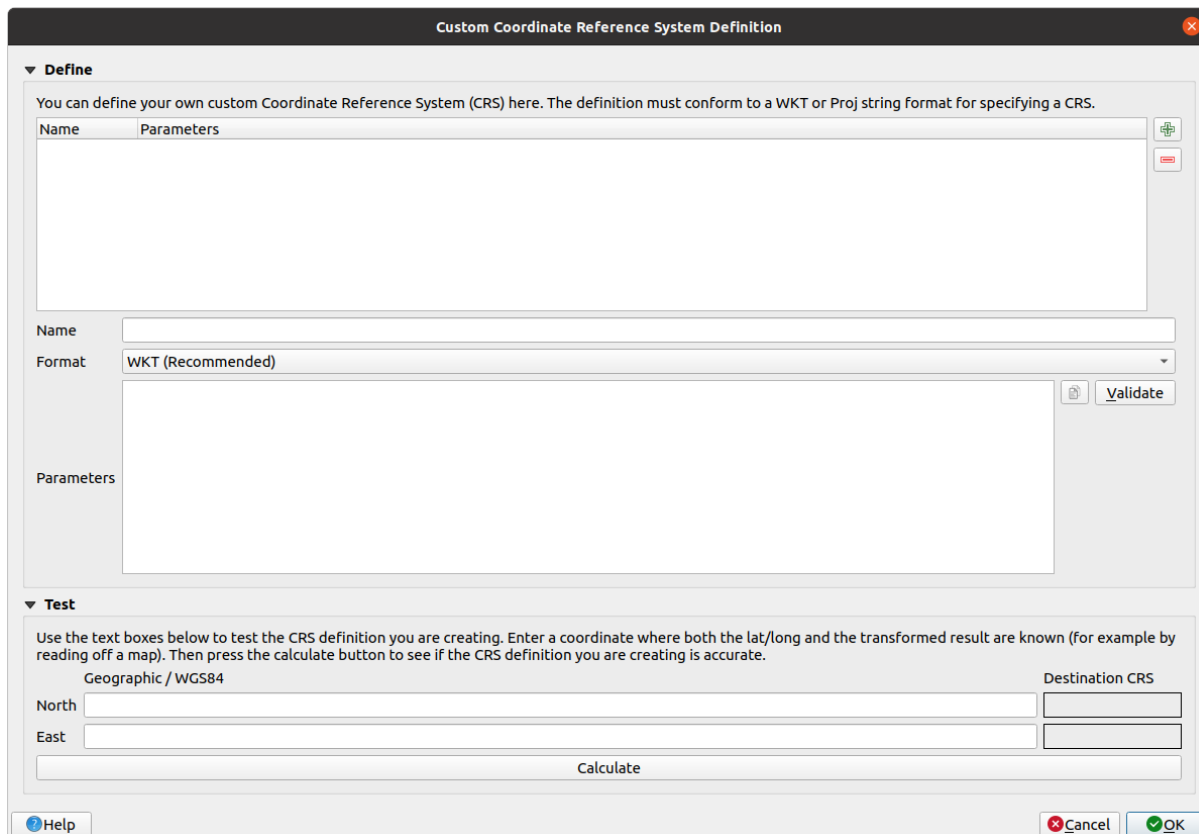 Custom Coordinate Reference System Definition
Define
You can define your own custom Coordinate Reference System (CRS) here. The definition must conform to a WKT or Proj string format for specifying a CRS.
Name Parameters
Name
Format WKT (Recommended)
Validate
Parameters
Test
Use the text boxes below to test the CRS definition you are creating. Enter a coordinate where both the lat/long and the transformed result are known (for example by
reading off a map). Then press the calculate button to see if the CRS definition you are creating is accurate.
Geographic / WGS84 Destination CRS
North
East
Calculate
Help Cancel OK